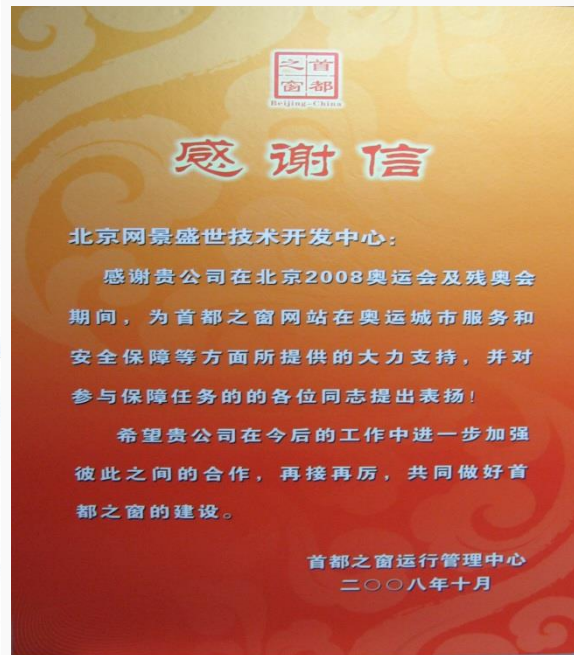 首都之窗
Beijing-China
感谢信
北京网景盛世技术开发中心：
感谢贵公司在北京2008奥运会及残奥会
期间，为首都之窗网站在奥运城市服务和
安全保障等方面所提供的大力支持，并对
参与保障任务的的各位同志提出表扬！
希望贵公司在今后的工作中进一步加强
彼此之间的合作，再接再厉，共同做好首
都之窗的建设。
首都之窗运行管理中心
二〇〇八年十月